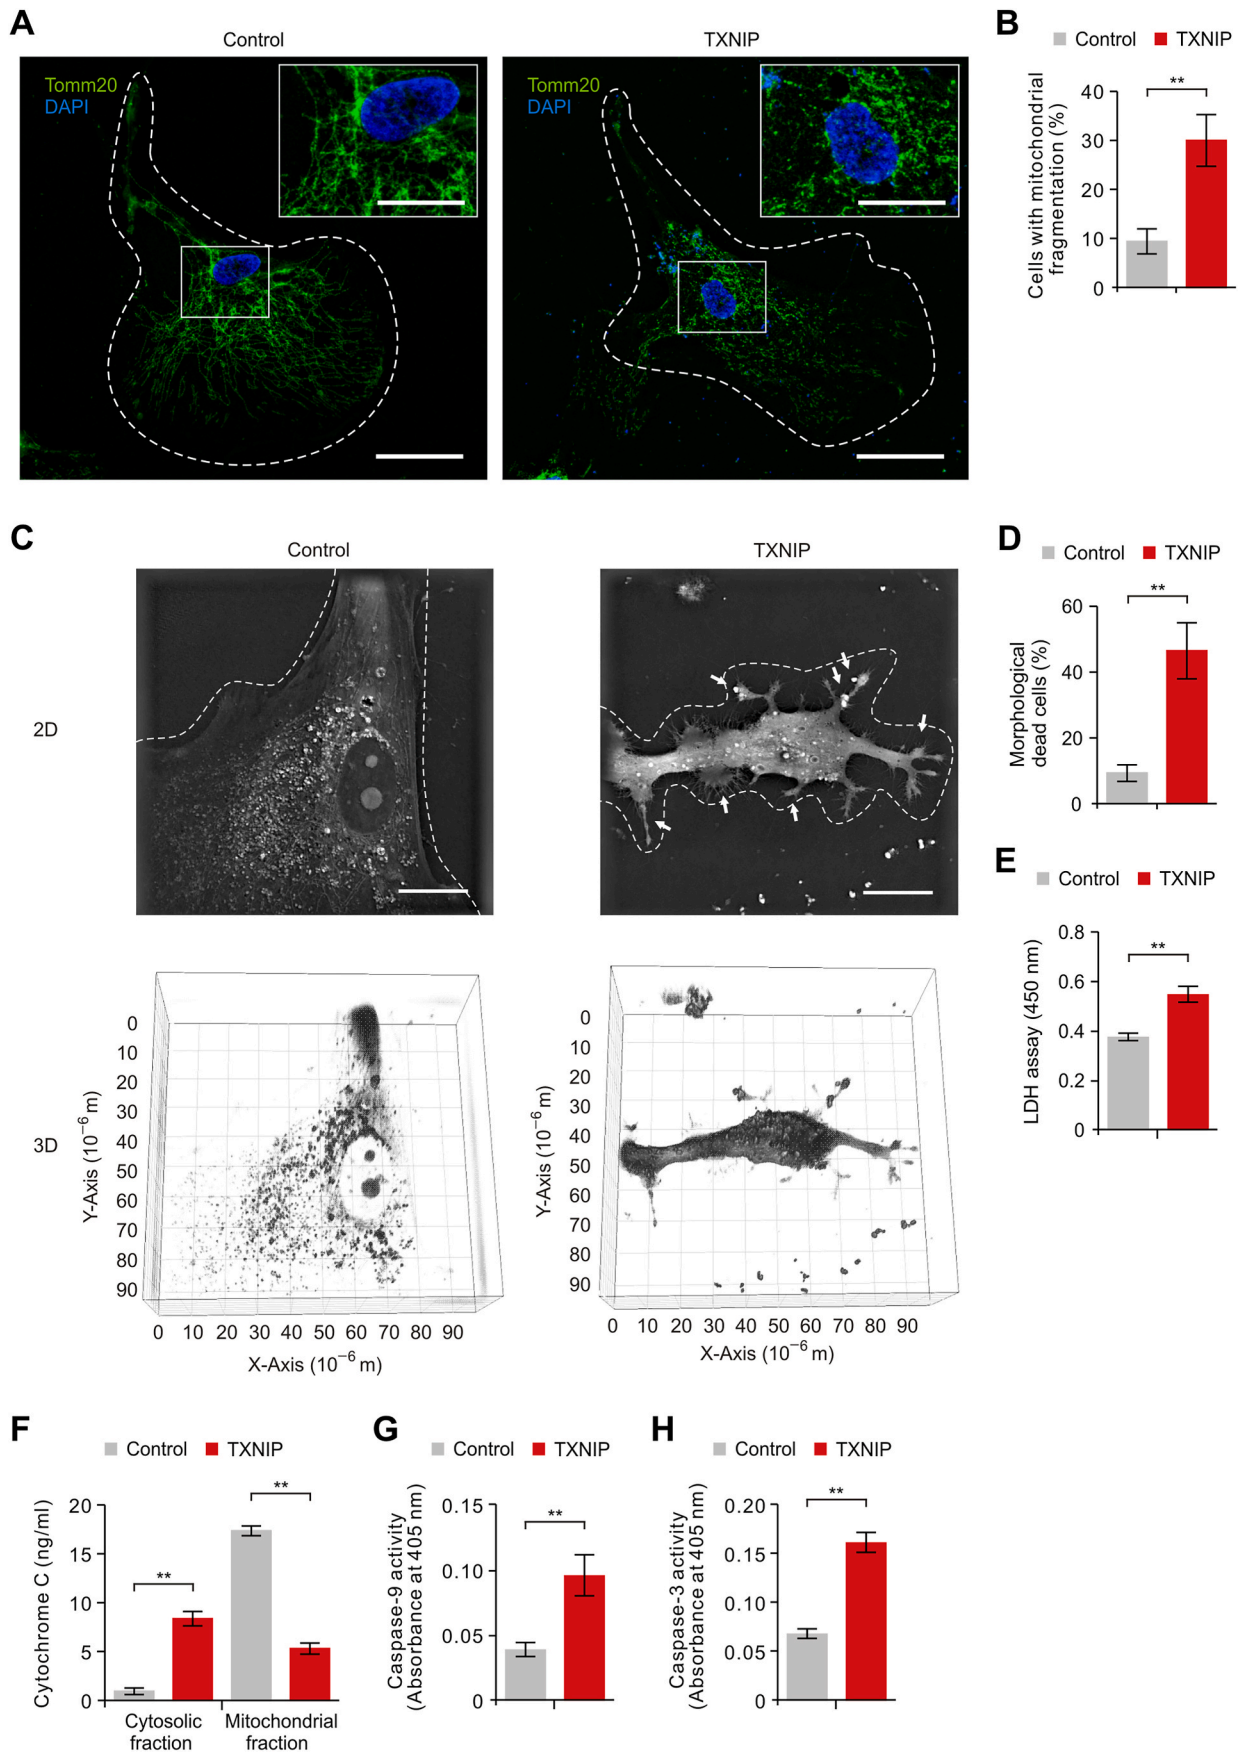 A
Control
TXNIP
Tomm20
DAPI
Tomm20
DAPI
B
Control
TXNIP
Cells with mitochondrial
fragmentation (%)
**
40
30
20
10
0
C
Control
TXNIP
2D
3D
0
10
20
30
40
50
60
70
80
90
Y-Axis (10⁻⁶ m)
0 10 20 30 40 50 60 70 80 90
X-Axis (10⁻⁶ m)
0
10
20
30
40
50
60
70
80
90
Y-Axis (10⁻⁶ m)
0 10 20 30 40 50 60 70 80 90
X-Axis (10⁻⁶ m)
D
Control
TXNIP
Morphological
dead cells (%)
**
60
40
20
0
E
Control
TXNIP
LDH assay (450 nm)
**
0.8
0.6
0.4
0.2
0
F
Control
TXNIP
Cytochrome C (ng/ml)
**
**
20
15
10
5
0
Cytosolic
fraction
Mitochondrial
fraction
G
Control
TXNIP
Caspase-9 activity
(Absorbance at 405 nm)
**
0.15
0.10
0.05
0
H
Control
TXNIP
Caspase-3 activity
(Absorbance at 405 nm)
**
0.20
0.15
0.10
0.05
0